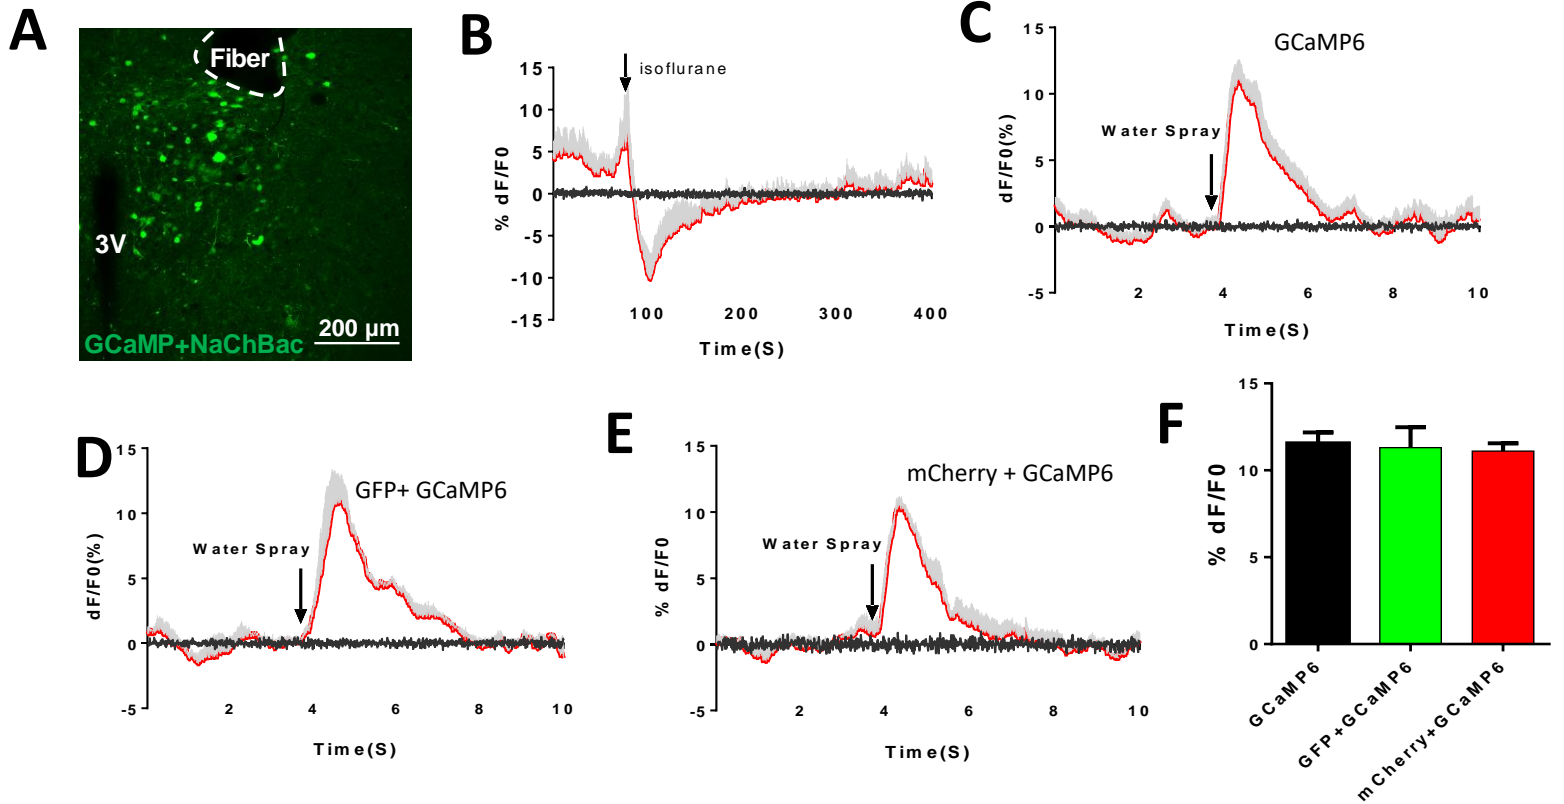 A
Fiber
3V
200 µm
GCaMP+NaChBac
B
isoflurane
% dF/F0
15
10
5
0
-5
-10
-15
100
200
300
400
Time(S)
C
GCaMP6
Water Spray
dF/F0(%)
15
10
5
0
-5
2
4
6
8
10
Time(S)
D
GFP+ GCaMP6
Water Spray
dF/F0(%)
15
10
5
0
-5
2
4
6
8
10
Time(S)
E
mCherry + GCaMP6
Water Spray
% dF/F0
15
10
5
0
-5
2
4
6
8
10
Time(S)
F
% dF/F0
15
10
5
0
GCaMP6
GFP+GCaMP6
mCherry+GCaMP6